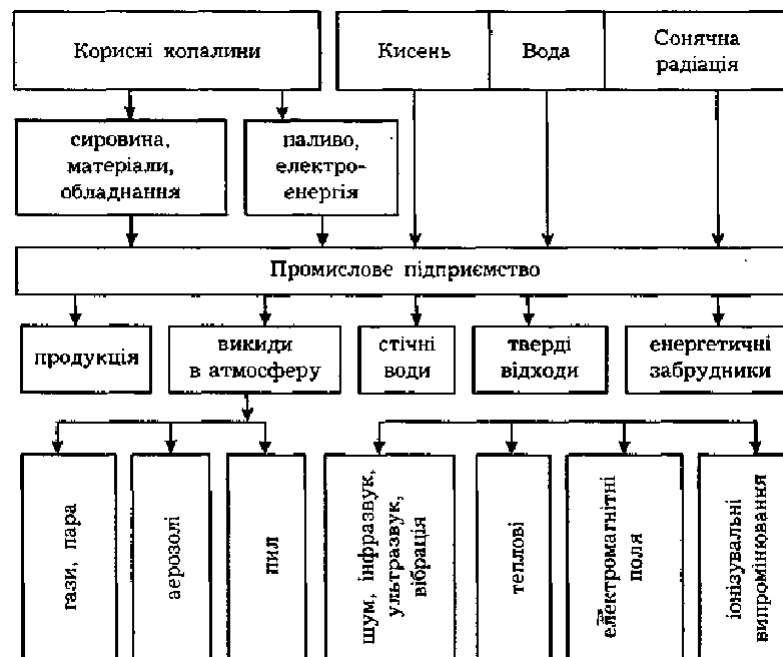 Корисні копалини
Кисень
Вода
Сонячна
радіація
сировина,
матеріали,
обладнання
паливо,
електро-
енергія
Промислове підприємство
продукція
викиди
в атмосферу
стічні
води
тверді
відходи
енергетичні
забрудники
гази, пара
аерозолі
пил
шум, інфразвук,
ультразвук,
вібрація
теплові
електромагнітні
поля
іонізувальні
випромінювання